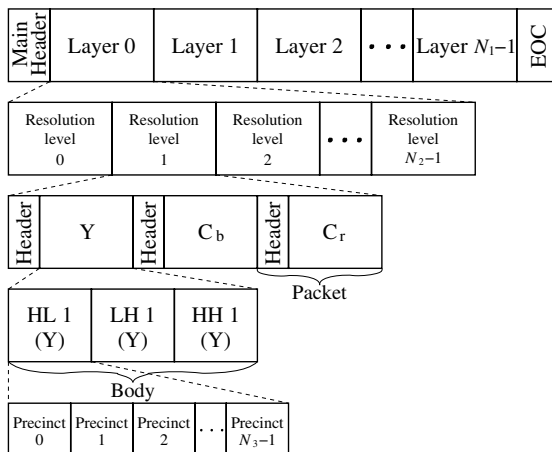 Main Header Layer 0 Layer 1 Layer 2 • • • Layer N₁−1 EOC
Resolution level 0 Resolution level 1 Resolution level 2 • • • Resolution level N₂−1
Header Y Header C_b Header C_r
Packet
HL 1 (Y) LH 1 (Y) HH 1 (Y)
Body
Precinct 0 Precinct 1 Precinct 2 • • • Precinct N₃−1